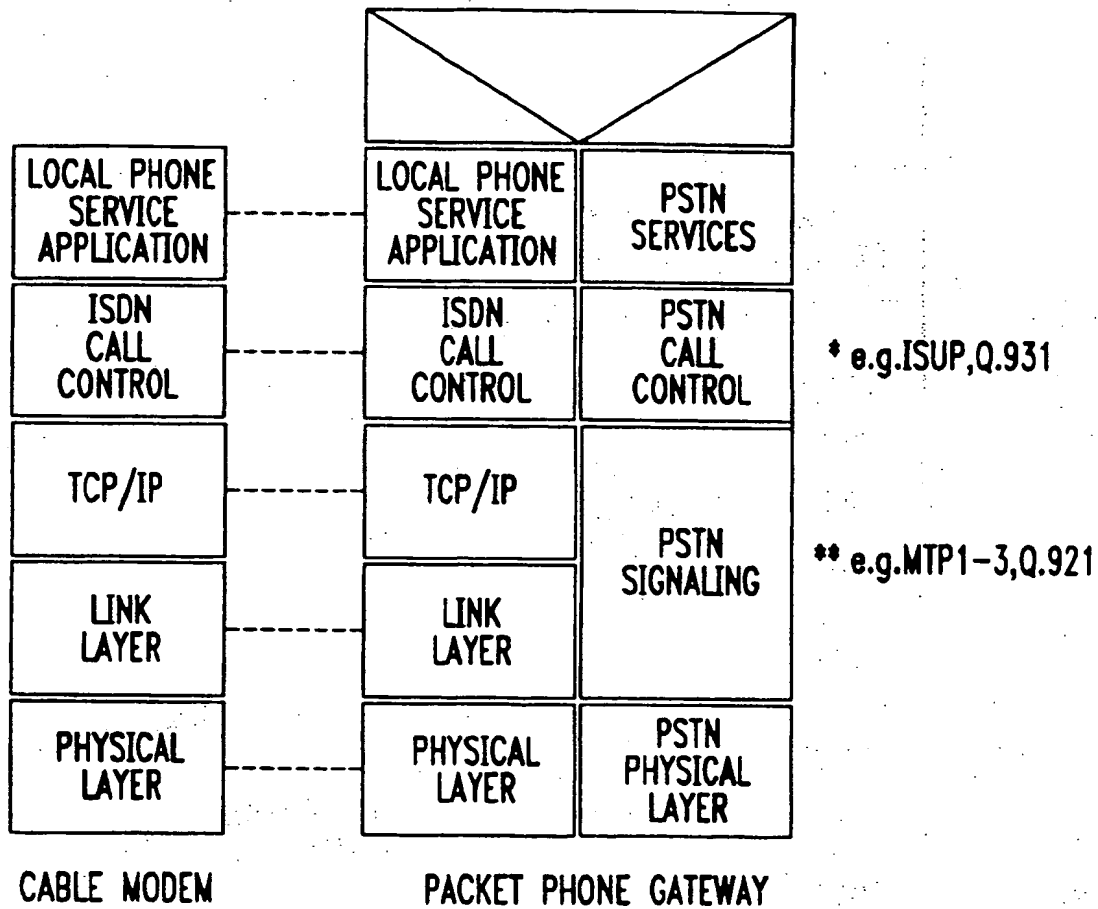 LOCAL PHONE
SERVICE
APPLICATION
LOCAL PHONE
SERVICE
APPLICATION
PSTN
SERVICES
ISDN
CALL
CONTROL
ISDN
CALL
CONTROL
PSTN
CALL
CONTROL
* e.g.ISUP,Q.931
TCP/IP
TCP/IP
PSTN
SIGNALING
** e.g.MTP1-3,Q.921
LINK
LAYER
LINK
LAYER
PHYSICAL
LAYER
PHYSICAL
LAYER
PSTN
PHYSICAL
LAYER
CABLE MODEM
PACKET PHONE GATEWAY